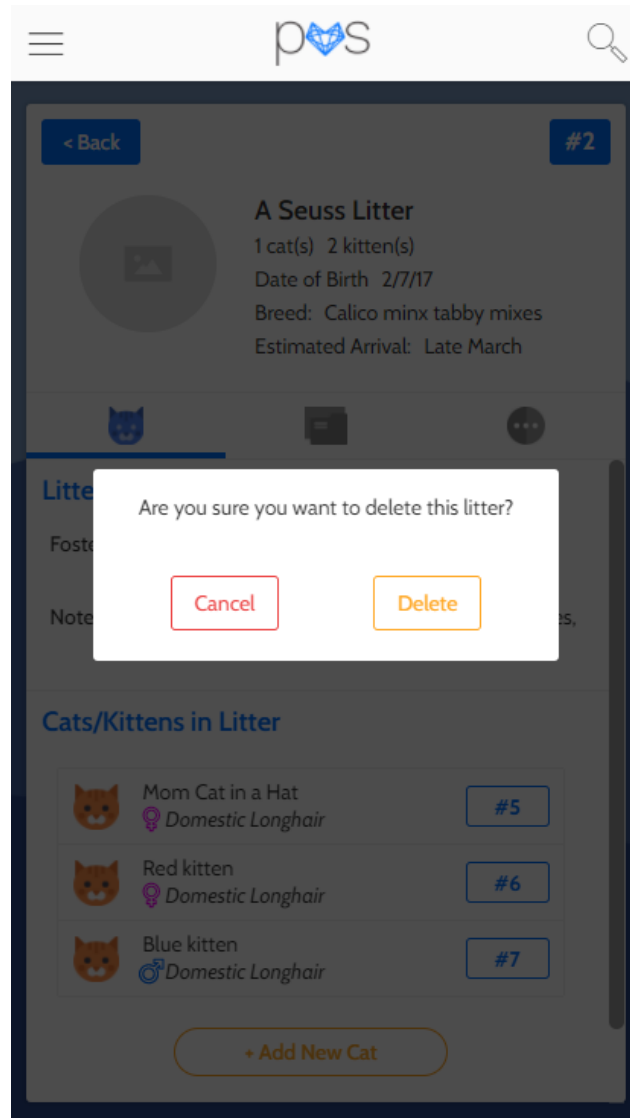 pvs
< Back
#2
A Seuss Litter
1 cat(s) 2 kitten(s)
Date of Birth 2/7/17
Breed: Calico minx tabby mixes
Estimated Arrival: Late March
Are you sure you want to delete this litter?
Cancel
Delete
Cats/Kittens in Litter
Mom Cat in a Hat
Domestic Longhair
#5
Red kitten
Domestic Longhair
#6
Blue kitten
Domestic Longhair
#7
+ Add New Cat